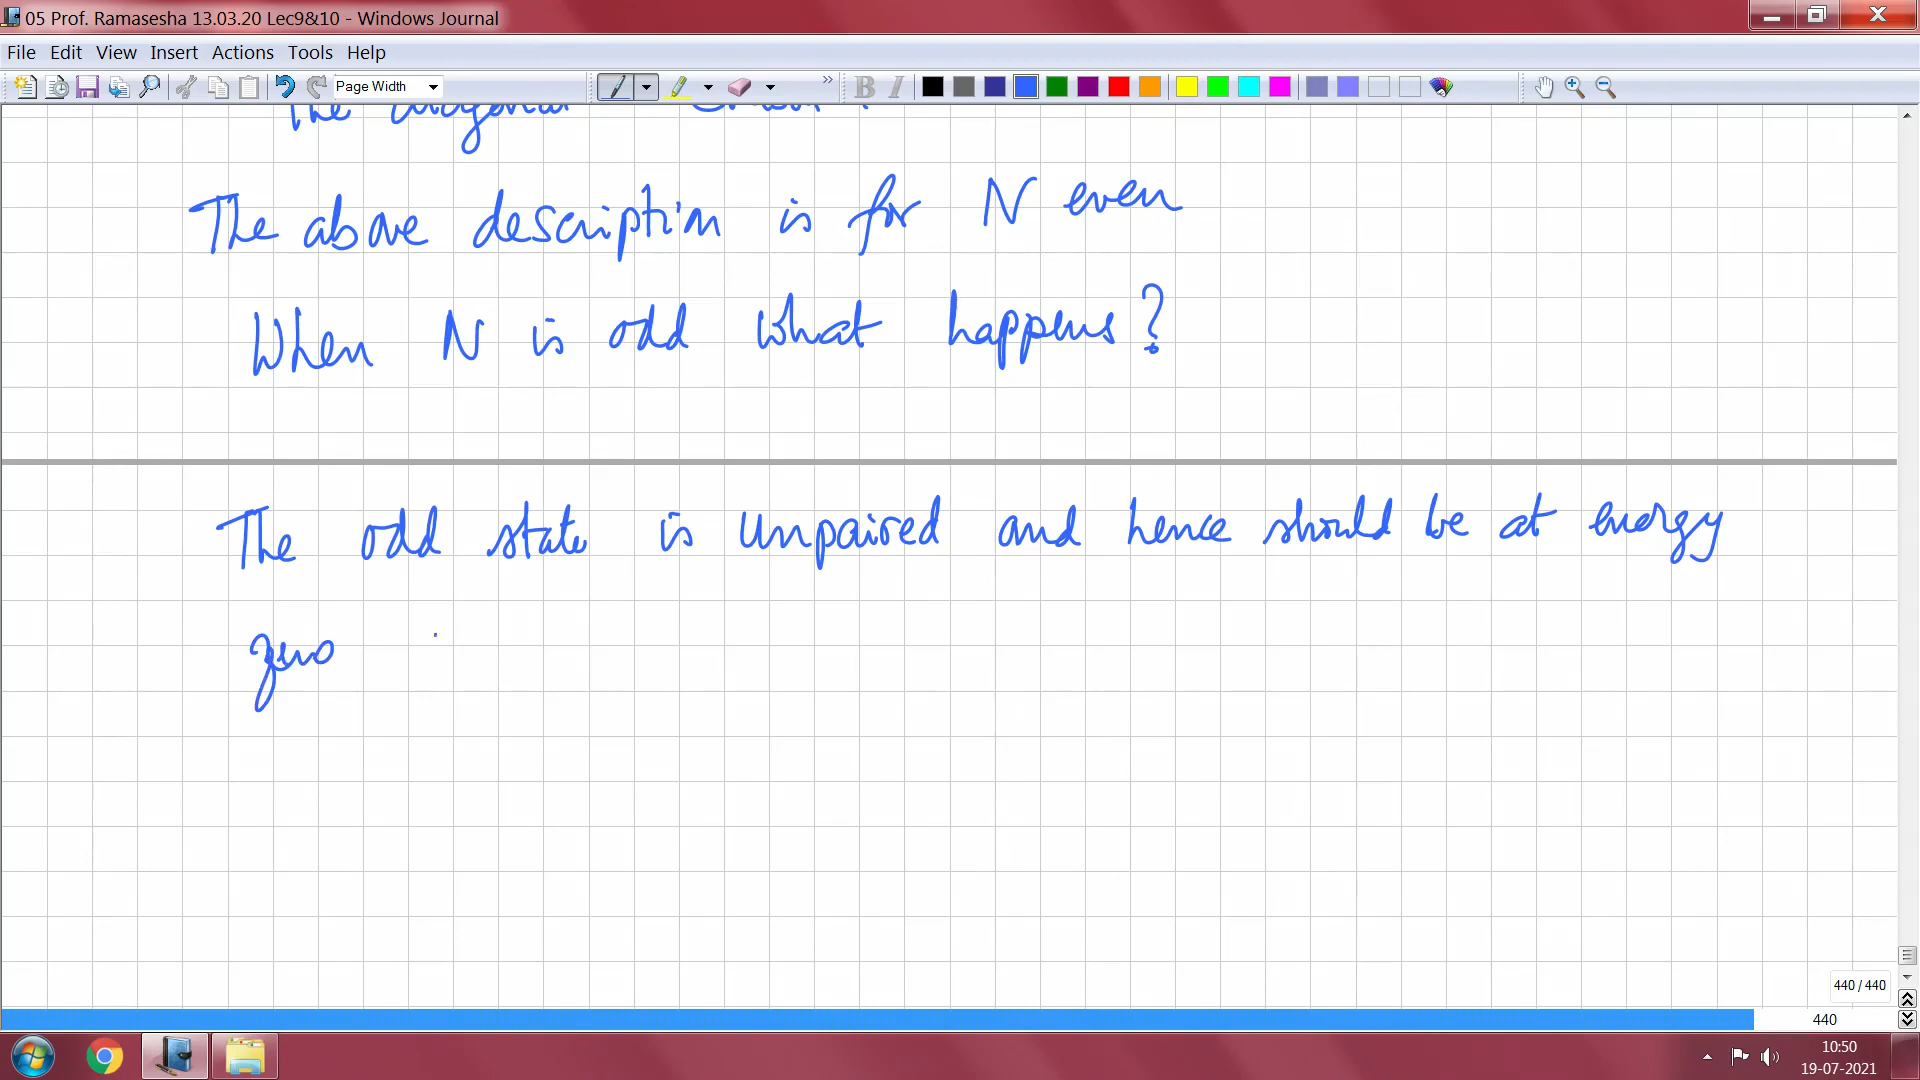 05 Prof. Ramasesha 13.03.20 Lec9&10 - Windows Journal
File Edit View Insert Actions Tools Help
Page Width
B I
The
The above description is for N even
When N is odd what happens?
The odd state is unpaired and hence should be at energy
zero
440 / 440
440
10:50
19-07-2021